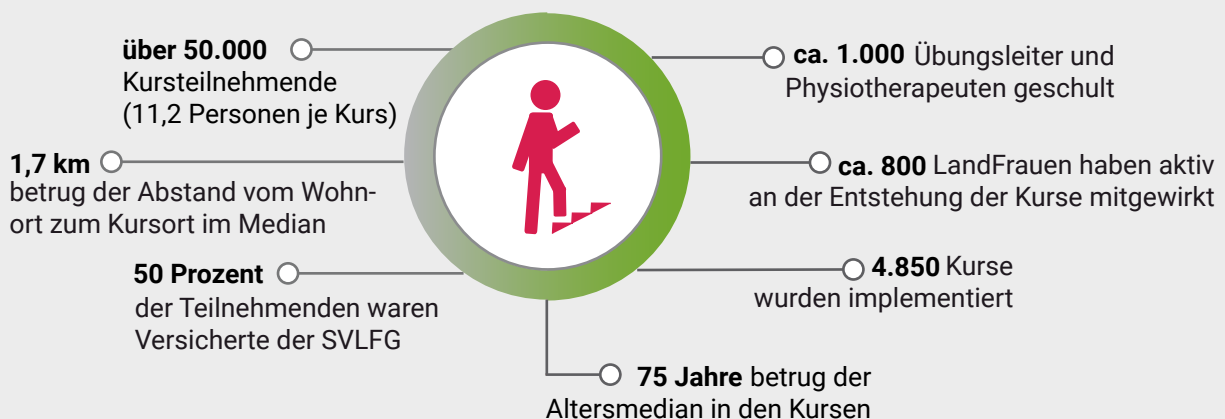 über 50.000
Kursteilnehmende
(11,2 Personen je Kurs)
1,7 km
betrug der Abstand vom Wohn-
ort zum Kursort im Median
50 Prozent
der Teilnehmenden waren
Versicherte der SVLFG
ca. 1.000 Übungsleiter und
Physiotherapeuten geschult
ca. 800 LandFrauen haben aktiv
an der Entstehung der Kurse mitgewirkt
4.850 Kurse
wurden implementiert
75 Jahre betrug der
Altersmedian in den Kursen